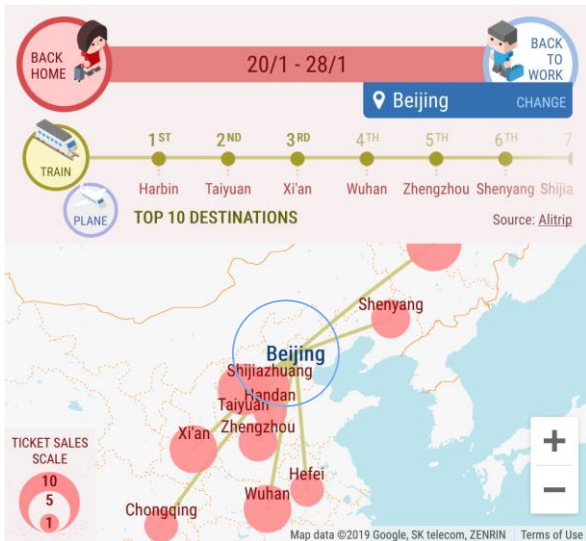 BACK
HOME
20/1 - 28/1
BACK
TO
WORK
Beijing
CHANGE
1ST 2ND 3RD 4TH 5TH 6TH 7
TRAIN
Harbin Taiyuan Xi'an Wuhan Zhengzhou Shenyang Shijia
PLANE
TOP 10 DESTINATIONS
Source: Alitrip
Shenyang
Beijing
Shijiazhuang
Handan
Taiyuan
Xi'an
Zhengzhou
Hefei
Wuhan
Chongqing
TICKET SALES
SCALE
10
5
1
+
−
Map data ©2019 Google, SK telecom, ZENRIN
Terms of Use